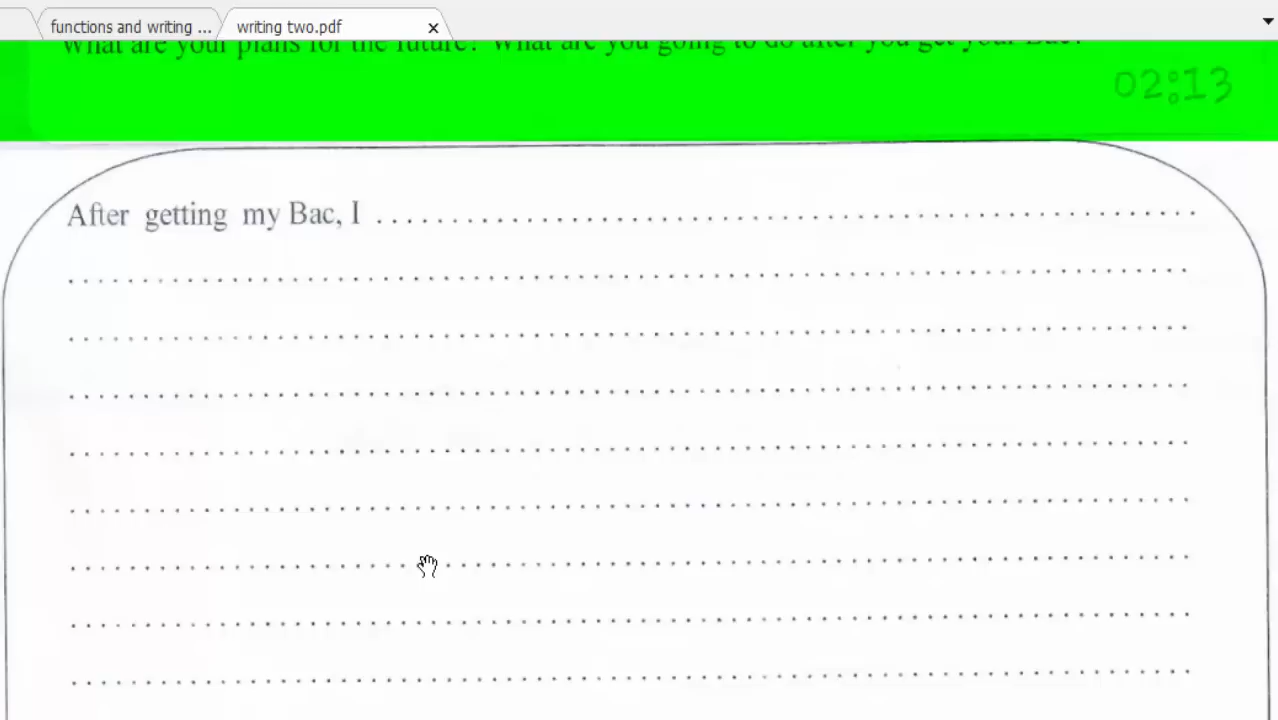 functions and writing ...
writing two.pdf
What are your plans for the future? What are you going to do after you get your Bac?
02:13
After getting my Bac, I ........................................................